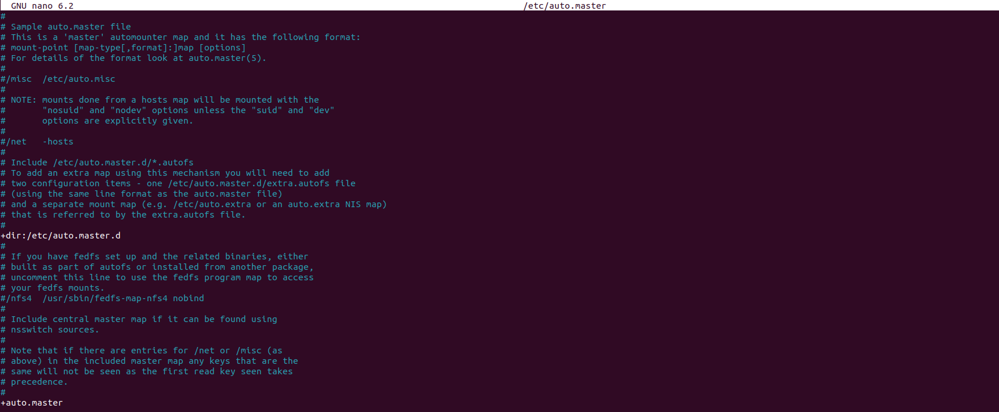 GNU nano 6.2 /etc/auto.master
#
# Sample auto.master file
# This is a 'master' automounter map and it has the following format:
# mount-point [map-type[,format]:]map [options]
# For details of the format look at auto.master(5).
#
#/misc  /etc/auto.misc
#
# NOTE: mounts done from a hosts map will be mounted with the
#       "nosuid" and "nodev" options unless the "suid" and "dev"
#       options are explicitly given.
#
#/net   -hosts
#
# Include /etc/auto.master.d/*.autofs
# To add an extra map using this mechanism you will need to add
# two configuration items - one /etc/auto.master.d/extra.autofs file
# (using the same line format as the auto.master file)
# and a separate mount map (e.g. /etc/auto.extra or an auto.extra NIS map)
# that is referred to by the extra.autofs file.
#
+dir:/etc/auto.master.d
#
# If you have fedfs set up and the related binaries, either
# built as part of autofs or installed from another package,
# uncomment this line to use the fedfs program map to access
# your fedfs mounts.
#/nfs4  /usr/sbin/fedfs-map-nfs4 nobind
#
# Include central master map if it can be found using
# nsswitch sources.
#
# Note that if there are entries for /net or /misc (as
# above) in the included master map any keys that are the
# same will not be seen as the first read key seen takes
# precedence.
#
+auto.master